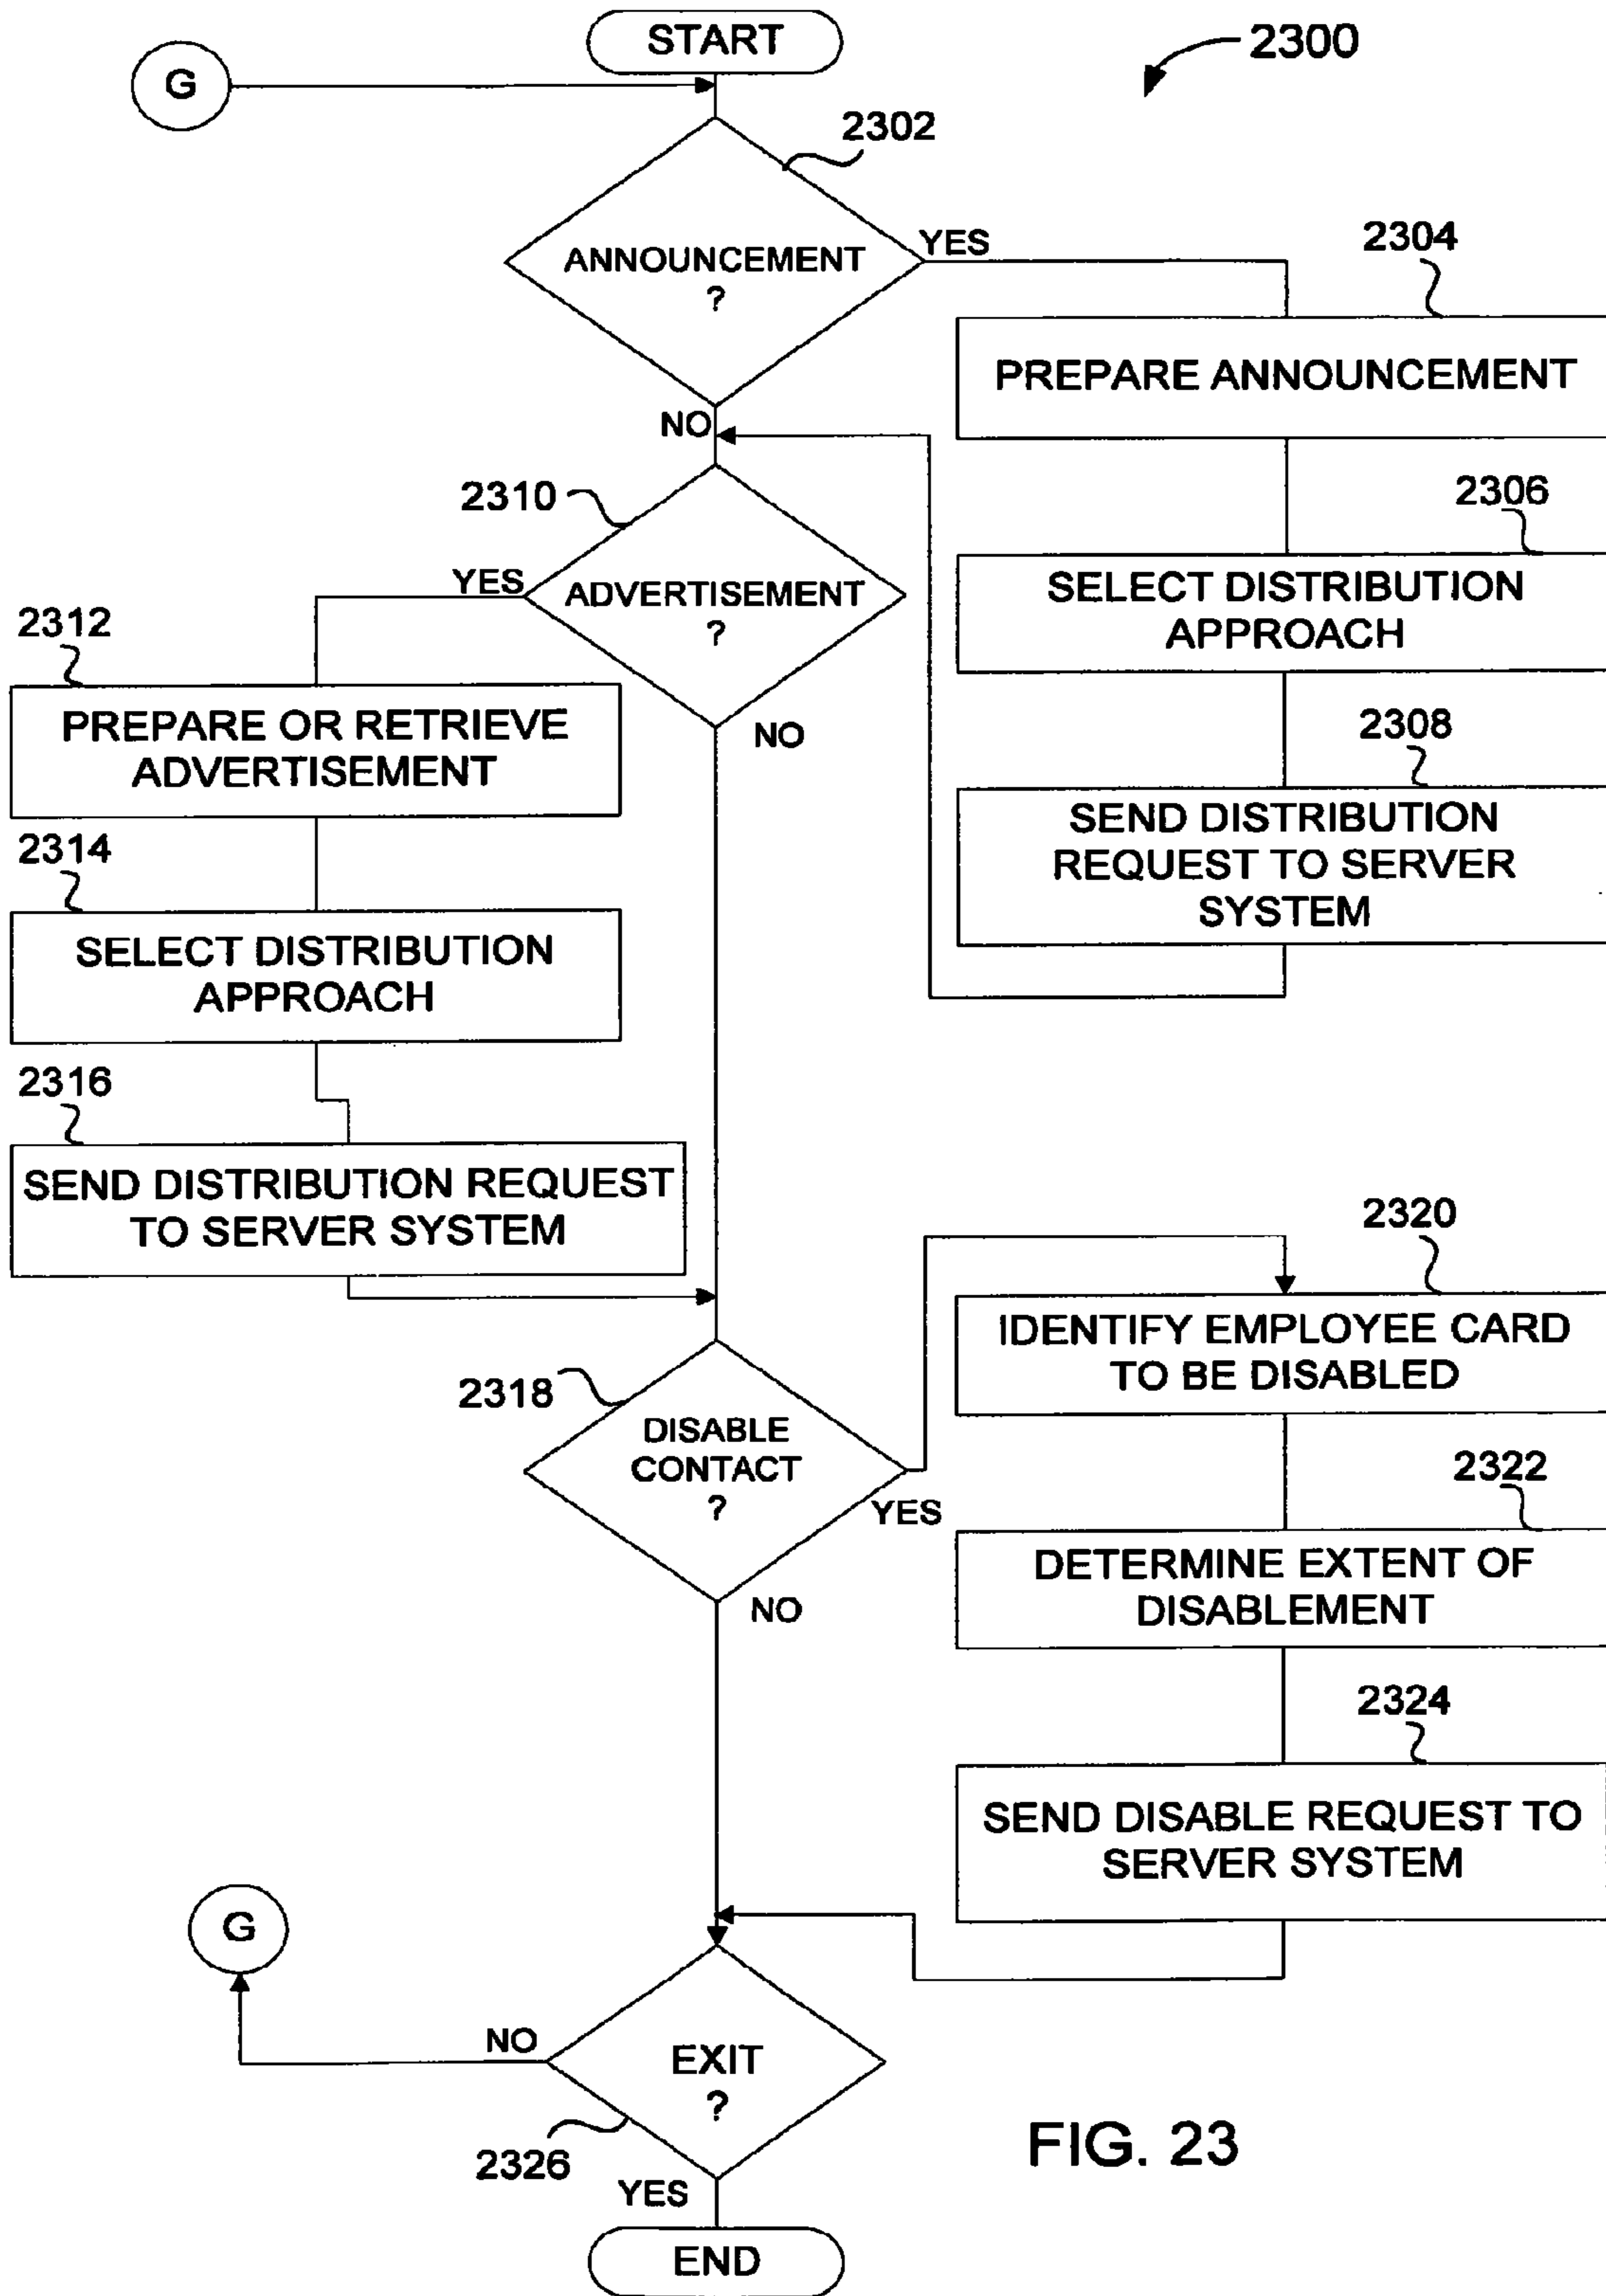 START
G
2300
2302
ANNOUNCEMENT
?
YES
NO
2304
PREPARE ANNOUNCEMENT
2306
SELECT DISTRIBUTION
APPROACH
2308
SEND DISTRIBUTION
REQUEST TO SERVER
SYSTEM
2310
ADVERTISEMENT
?
YES
NO
2312
PREPARE OR RETRIEVE
ADVERTISEMENT
2314
SELECT DISTRIBUTION
APPROACH
2316
SEND DISTRIBUTION REQUEST
TO SERVER SYSTEM
2318
DISABLE
CONTACT
?
YES
NO
2320
IDENTIFY EMPLOYEE CARD
TO BE DISABLED
2322
DETERMINE EXTENT OF
DISABLEMENT
2324
SEND DISABLE REQUEST TO
SERVER SYSTEM
G
NO
EXIT
?
2326
YES
END
FIG. 23